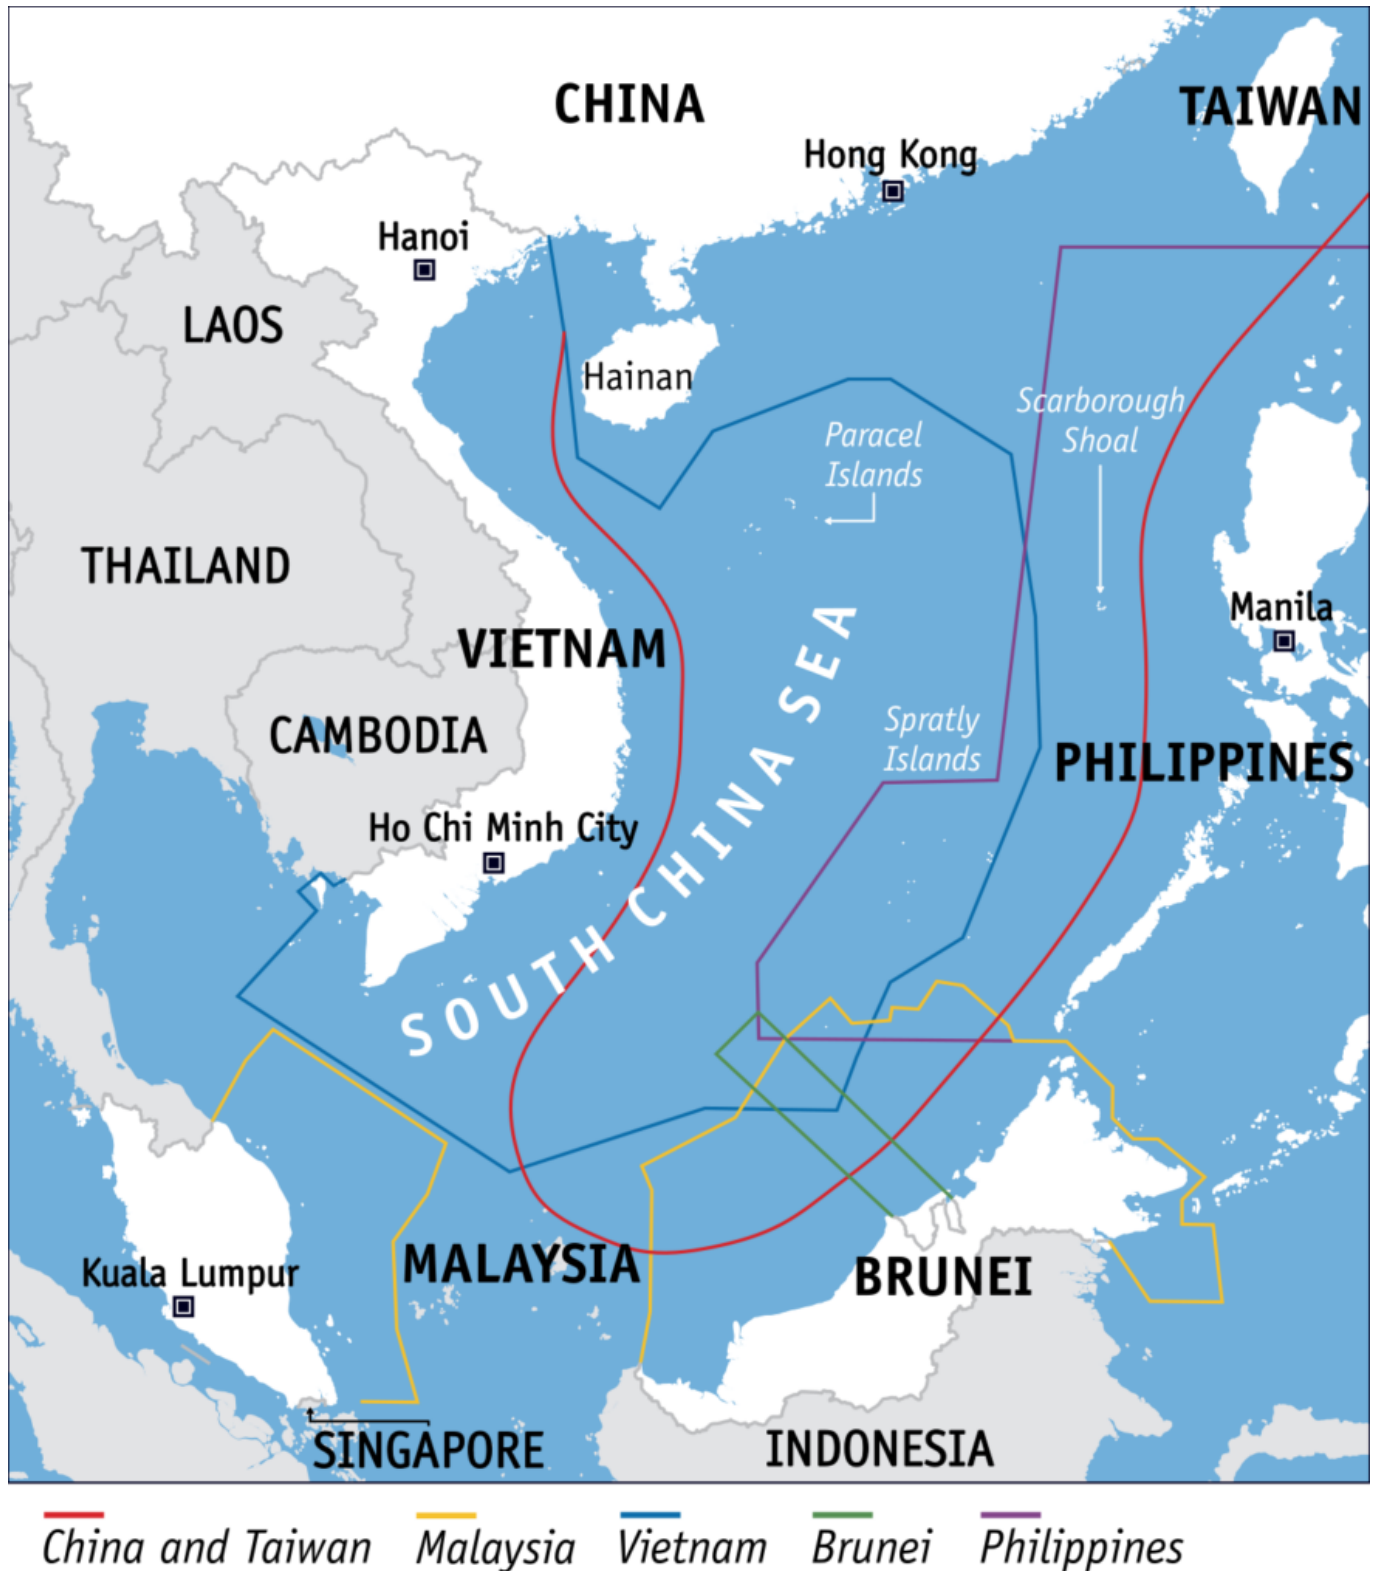 CHINA
TAIWAN
Hong Kong
Hanoi
LAOS
Hainan
Scarborough
Shoal
Paracel
Islands
THAILAND
Manila
VIETNAM
SOUTH CHINA SEA
Spratly
Islands
CAMBODIA
PHILIPPINES
Ho Chi Minh City
MALAYSIA
Kuala Lumpur
BRUNEI
SINGAPORE
INDONESIA
China and Taiwan
Malaysia
Vietnam
Brunei
Philippines